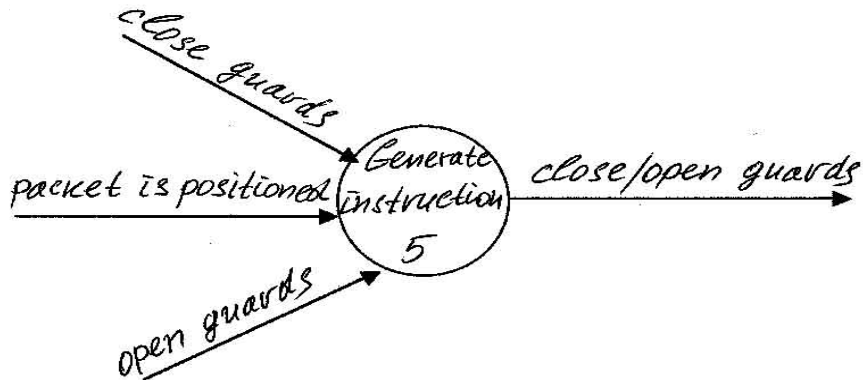 close guards
packet is positioned
open guards
Generate
instruction
5
close/open guards